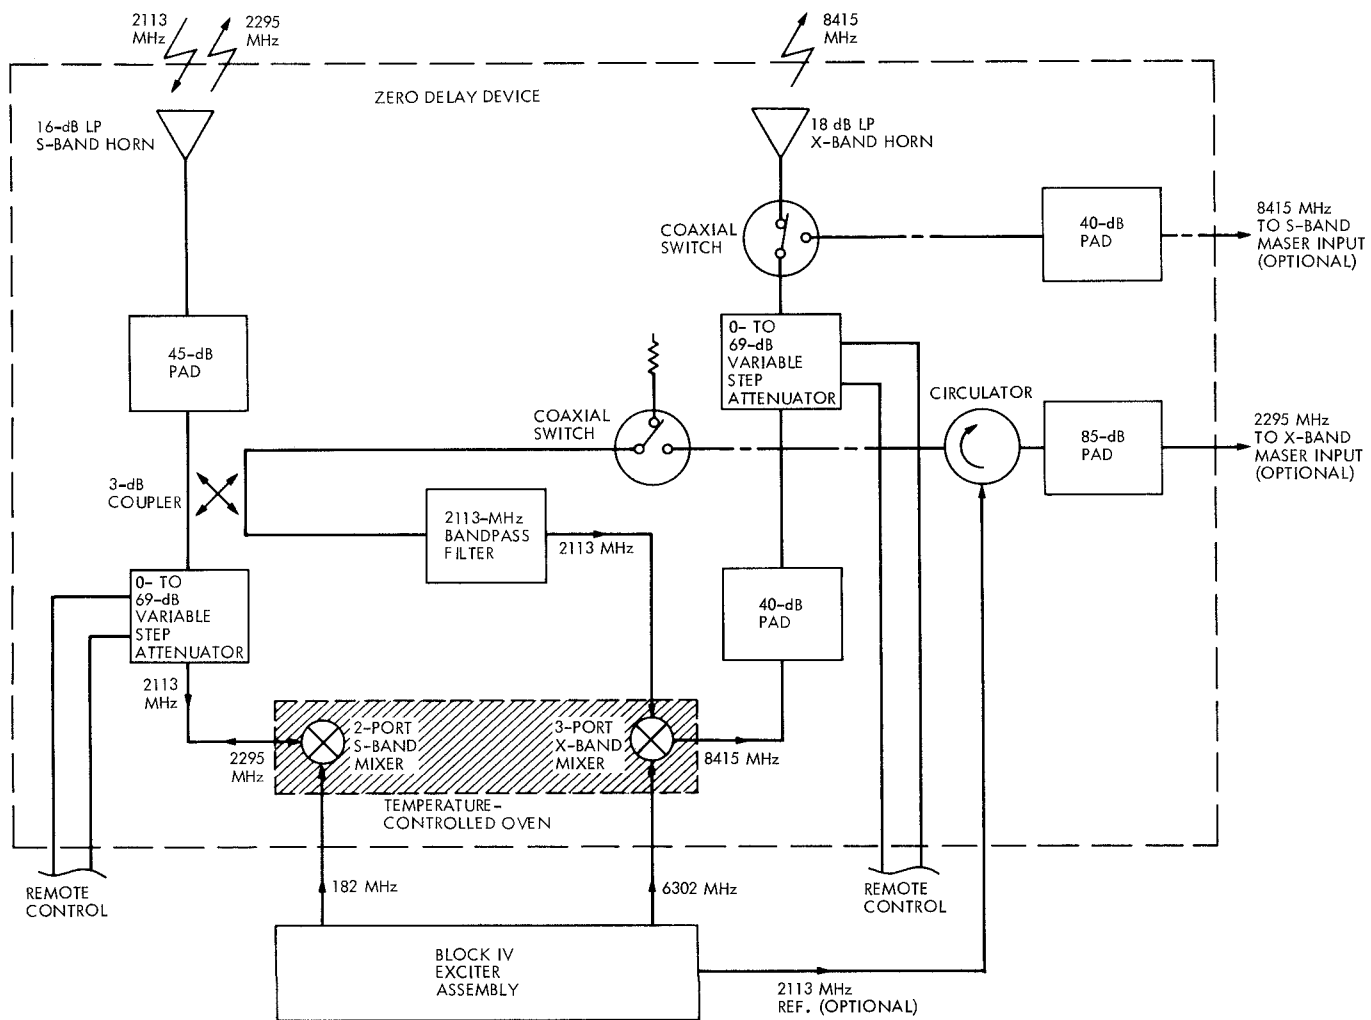 2113
MHz
2295
MHz
8415
MHz
ZERO DELAY DEVICE
16-dB LP
S-BAND HORN
18 dB LP
X-BAND HORN
COAXIAL
SWITCH
40-dB
PAD
8415 MHz
TO S-BAND
MASER INPUT
(OPTIONAL)
45-dB
PAD
0- TO
69-dB
VARIABLE
STEP
ATTENUATOR
COAXIAL
SWITCH
CIRCULATOR
85-dB
PAD
2295 MHz
TO X-BAND
MASER INPUT
(OPTIONAL)
3-dB
COUPLER
2113-MHz
BANDPASS
FILTER
2113 MHz
0- TO
69-dB
VARIABLE
STEP
ATTENUATOR
40-dB
PAD
2113
MHz
2295
MHz
2-PORT
S-BAND
MIXER
3-PORT
X-BAND
MIXER
8415 MHz
TEMPERATURE-
CONTROLLED OVEN
REMOTE
CONTROL
182 MHz
6302 MHz
REMOTE
CONTROL
BLOCK IV
EXCITER
ASSEMBLY
2113 MHz
REF. (OPTIONAL)